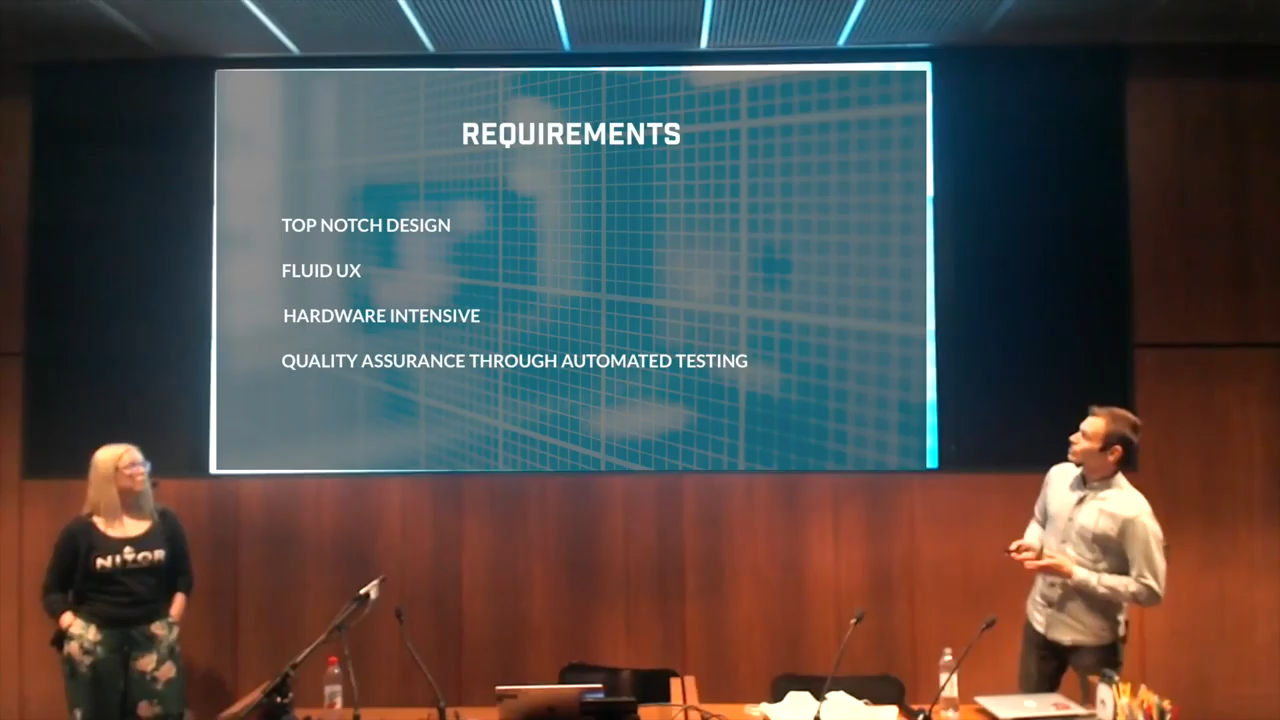 REQUIREMENTS
TOP NOTCH DESIGN
FLUID UX
HARDWARE INTENSIVE
QUALITY ASSURANCE THROUGH AUTOMATED TESTING
NITOR